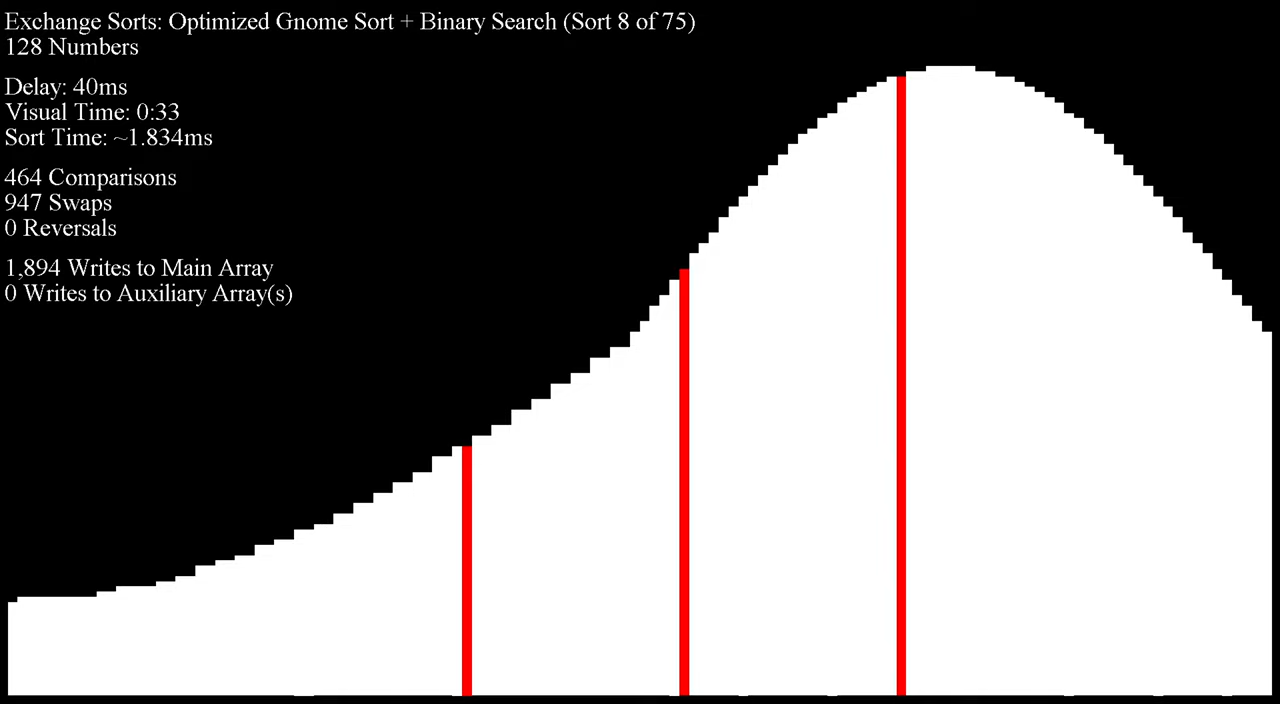 Exchange Sorts: Optimized Gnome Sort + Binary Search (Sort 8 of 75)
128 Numbers
Delay: 40ms
Visual Time: 0:33
Sort Time: ~1.834ms
464 Comparisons
947 Swaps
0 Reversals
1,894 Writes to Main Array
0 Writes to Auxiliary Array(s)